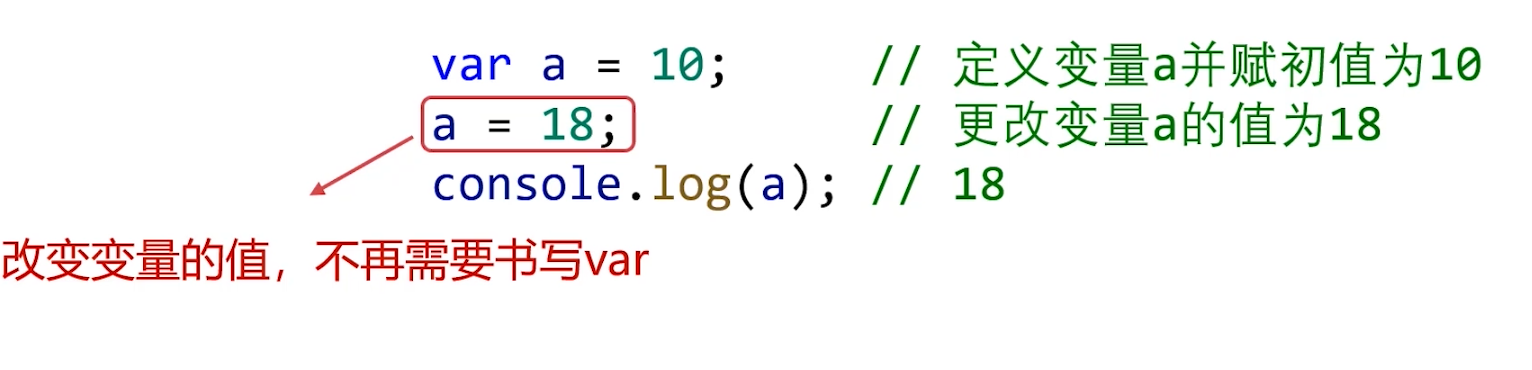 var a = 10; // 定义变量a并赋初值为10
a = 18; // 更改变量a的值为18
console.log(a); // 18
改变变量的值，不再需要书写var